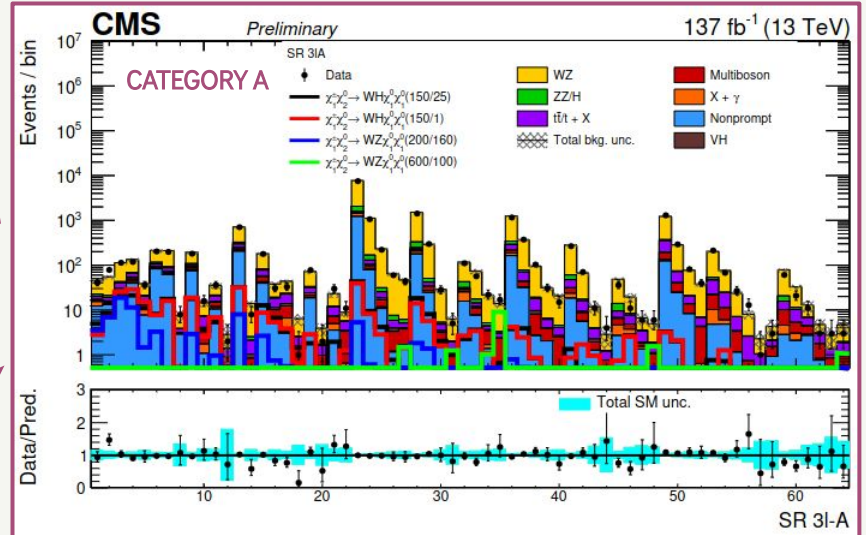 CMS Preliminary 137 fb⁻¹ (13 TeV)
Events / bin
10⁷
10⁶
10⁵
10⁴
10³
10²
10
1
SR 3lA
CATEGORY A
Data
χ̃₁±χ̃₂⁰→ WHχ̃₁⁰χ̃₁⁰(150/25)
χ̃₁±χ̃₂⁰→ WHχ̃₁⁰χ̃₁⁰(150/1)
χ̃₁±χ̃₂⁰→ WZχ̃₁⁰χ̃₁⁰(200/160)
χ̃₁±χ̃₂⁰→ WZχ̃₁⁰χ̃₁⁰(600/100)
WZ
ZZ/H
tt̄/t + X
Total bkg. unc.
Multiboson
X + γ
Nonprompt
VH
Data/Pred.
3
2
1
0
Total SM unc.
10 20 30 40 50 60
SR 3l-A